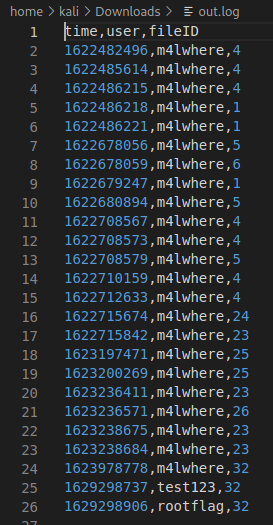 home > kali > Downloads > out.log
1 time,user,fileID
2 1622482496,m4lwhere,4
3 1622485614,m4lwhere,4
4 1622486215,m4lwhere,4
5 1622486218,m4lwhere,1
6 1622486221,m4lwhere,1
7 1622678056,m4lwhere,5
8 1622678059,m4lwhere,6
9 1622679247,m4lwhere,1
10 1622680894,m4lwhere,5
11 1622708567,m4lwhere,4
12 1622708573,m4lwhere,4
13 1622708579,m4lwhere,5
14 1622710159,m4lwhere,4
15 1622712633,m4lwhere,4
16 1622715674,m4lwhere,24
17 1622715842,m4lwhere,23
18 1623197471,m4lwhere,25
19 1623200269,m4lwhere,25
20 1623236411,m4lwhere,23
21 1623236571,m4lwhere,26
22 1623238675,m4lwhere,23
23 1623238684,m4lwhere,23
24 1623978778,m4lwhere,32
25 1629298737,test123,32
26 1629298906,rootflag,32
27